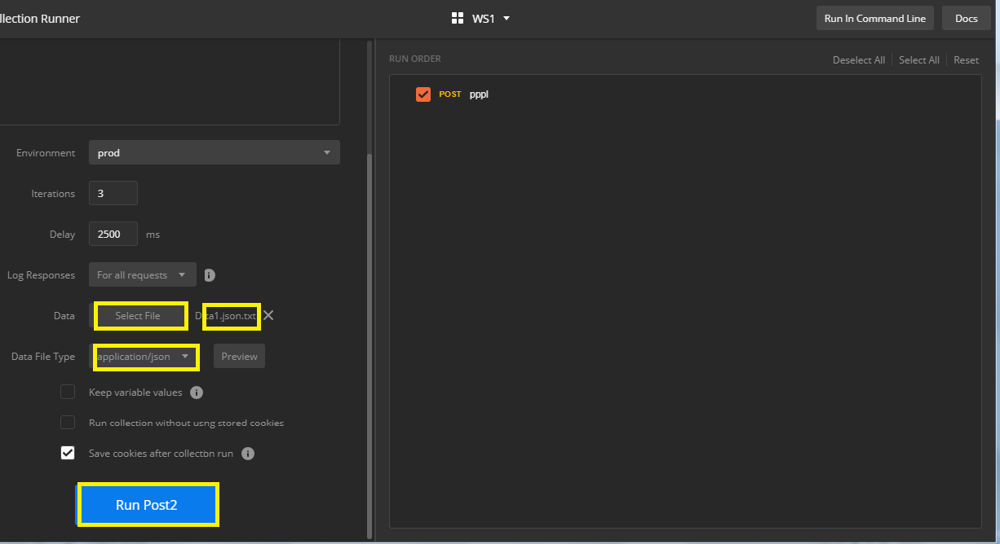 llection Runner
WS1
Run In Command Line
Docs
RUN ORDER
Deselect All
Select All
Reset
POST pppl
Environment prod
Iterations 3
Delay 2500 ms
Log Responses For all requests
Data Select File Data1.json.txt
Data File Type application/json Preview
Keep variable values
Run collection without usng stored cookies
Save cookies after collectbn run
Run Post2